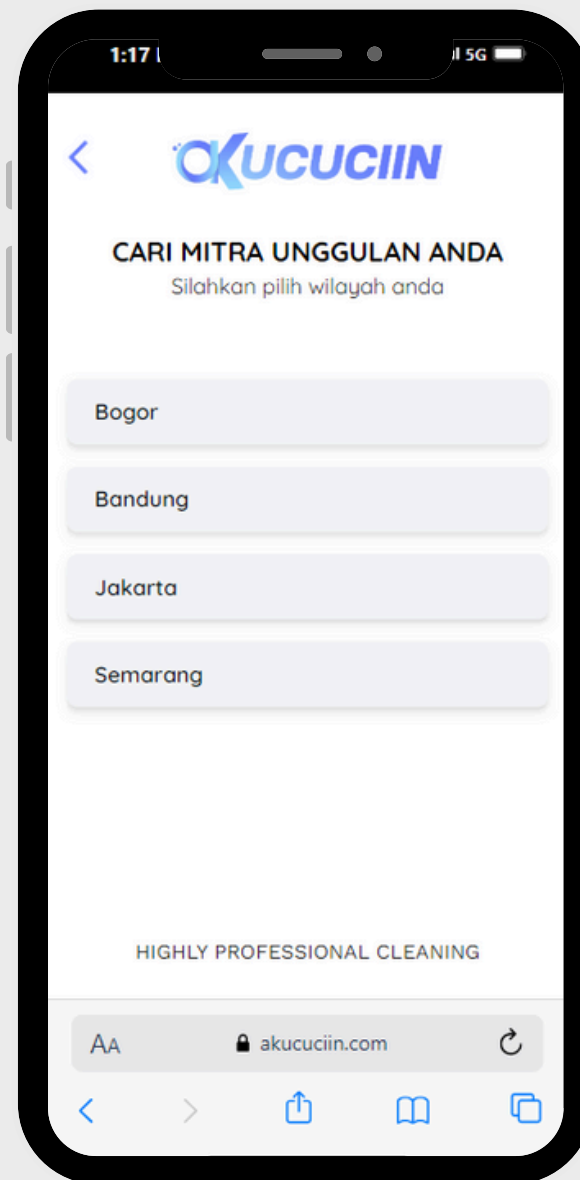 1:17
5G
AKUCUCIIN
CARI MITRA UNGGULAN ANDA
Silahkan pilih wilayah anda
Bogor
Bandung
Jakarta
Semarang
HIGHLY PROFESSIONAL CLEANING
AA akucuciin.com